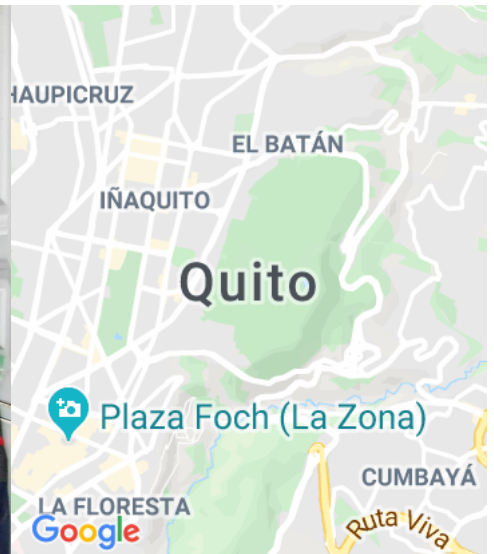 HAUPICRUZ
EL BATÁN
IÑAQUITO
Quito
Plaza Foch (La Zona)
CUMBAYÁ
LA FLORESTA
Google
Ruta Viva